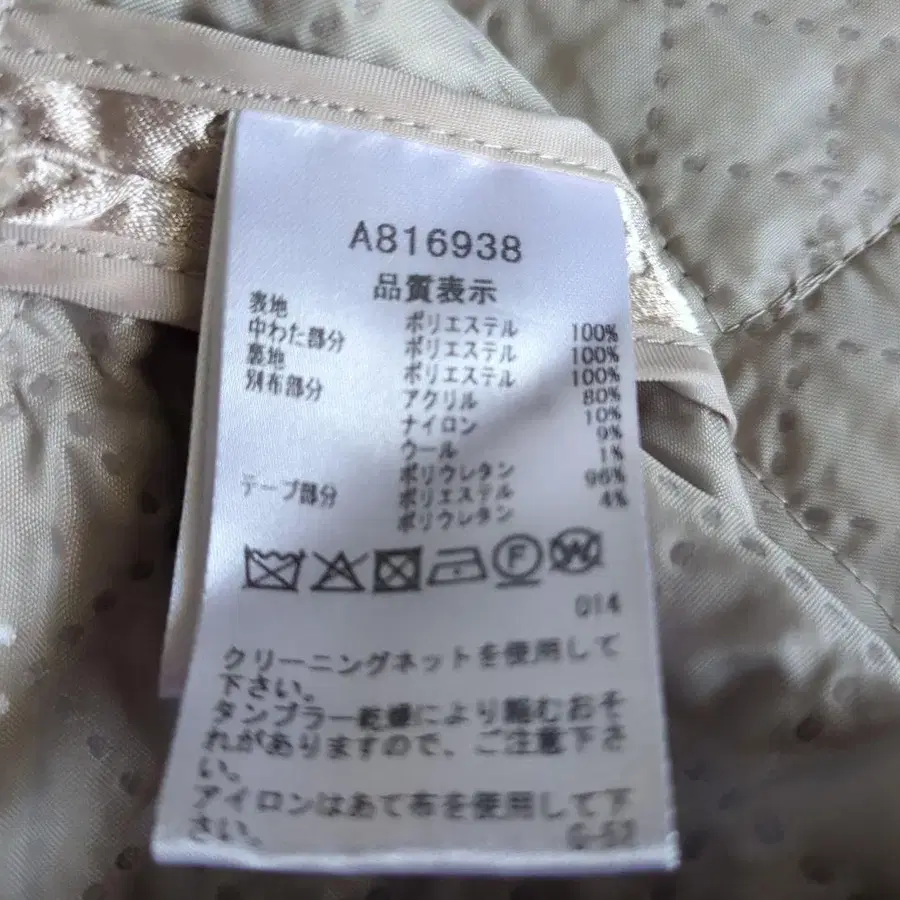 A816938
品質表示
表地 ポリエステル 100%
中わた部分 ポリエステル 100%
裏地 ポリエステル 100%
別布部分 アクリル 80%
ナイロン 10%
ウール 9%
ポリウレタン 1%
テープ部分 ポリエステル 96%
ポリウレタン 4%
F W
014
クリーニングネットを使用して
下さい。
タンブラー乾燥により縮むおそ
れがありますので、ご注意下さ
い。
アイロンはあて布を使用して下
さい。